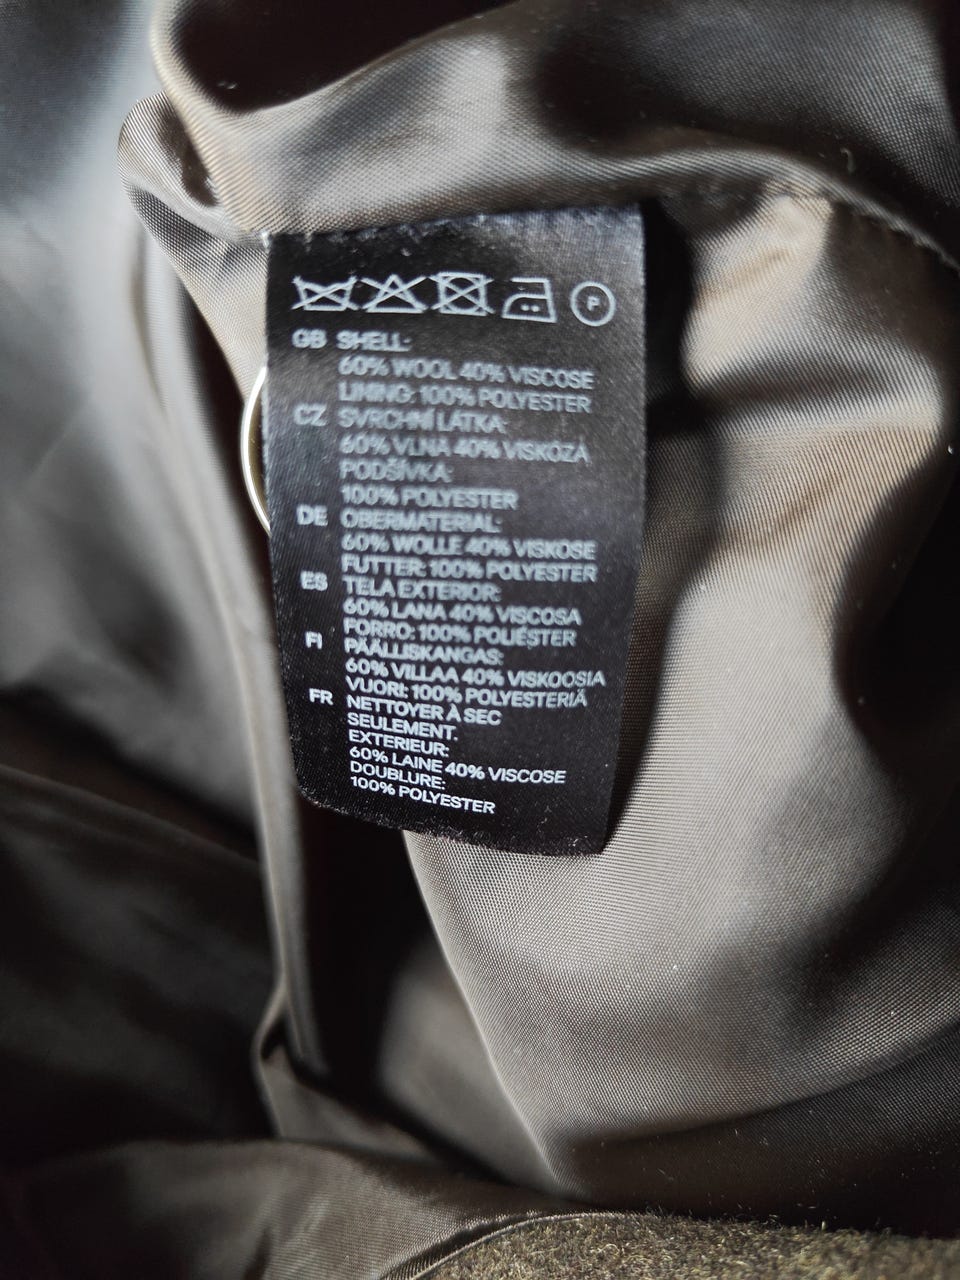 P
GB SHELL:
60% WOOL 40% VISCOSE
LINING: 100% POLYESTER
CZ SVRCHNÍ LÁTKA:
60% VLNA 40% VISKÓZA
PODŠÍVKA:
100% POLYESTER
DE OBERMATERIAL:
60% WOLLE 40% VISKOSE
FUTTER: 100% POLYESTER
ES TELA EXTERIOR:
60% LANA 40% VISCOSA
FORRO: 100% POLIÉSTER
FI PÄÄLLISKANGAS:
60% VILLAA 40% VISKOOSIA
VUORI: 100% POLYESTERIÄ
FR NETTOYER À SEC
SEULEMENT.
EXTERIEUR:
60% LAINE 40% VISCOSE
DOUBLURE:
100% POLYESTER